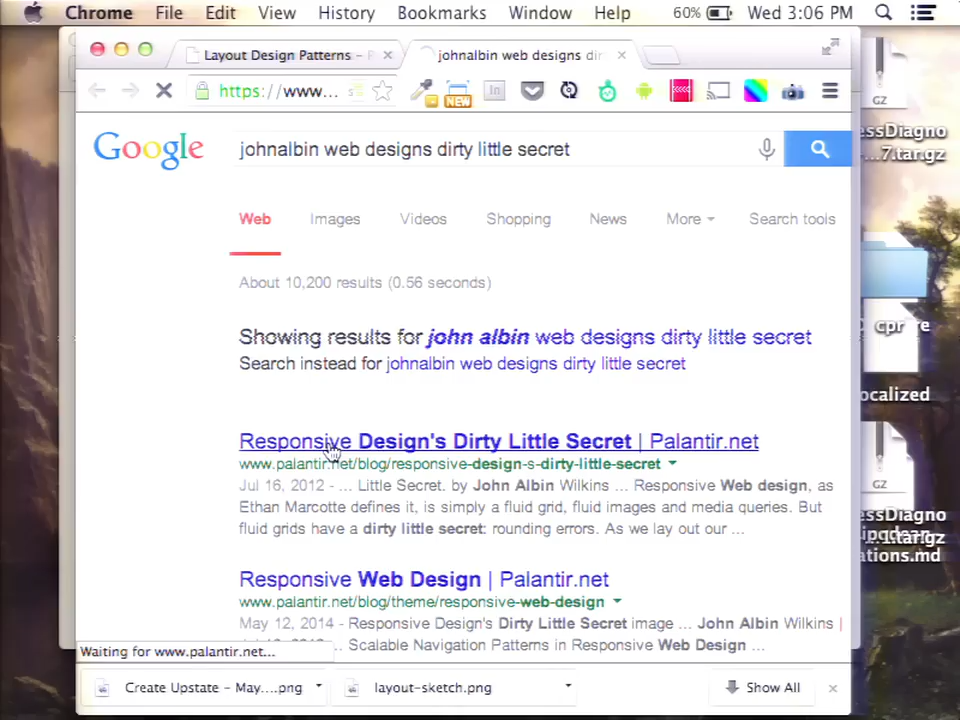 Chrome File Edit View History Bookmarks Window Help 60% Wed 3:06 PM
Layout Design Patterns –
johnalbin web designs dir
https://www...
NEW
Google
johnalbin web designs dirty little secret
Web Images Videos Shopping News More Search tools
About 10,200 results (0.56 seconds)
Showing results for john albin web designs dirty little secret
Search instead for johnalbin web designs dirty little secret
Responsive Design's Dirty Little Secret | Palantir.net
www.palantir.net/blog/responsive-design-s-dirty-little-secret
Jul 16, 2012 - ... Little Secret. by John Albin Wilkins ... Responsive Web design, as
Ethan Marcotte defines it, is simply a fluid grid, fluid images and media queries. But
fluid grids have a dirty little secret: rounding errors. As we lay out our ...
Responsive Web Design | Palantir.net
www.palantir.net/blog/theme/responsive-web-design
May 12, 2014 - Responsive Design's Dirty Little Secret image ... John Albin Wilkins |
... Scalable Navigation Patterns in Responsive Web Design ...
Waiting for www.palantir.net...
Create Upstate - May....png
layout-sketch.png
Show All
GZ
essDiagno
...7.tar.gz
ocalized
GZ
essDiagno
ations.md